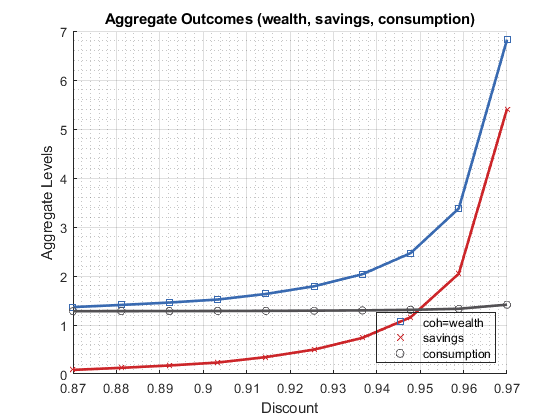 Aggregate Outcomes (wealth, savings, consumption)
7
6
5
4
3
2
1
0
Aggregate Levels
coh=wealth
savings
consumption
0.87 0.88 0.89 0.9 0.91 0.92 0.93 0.94 0.95 0.96 0.97
Discount